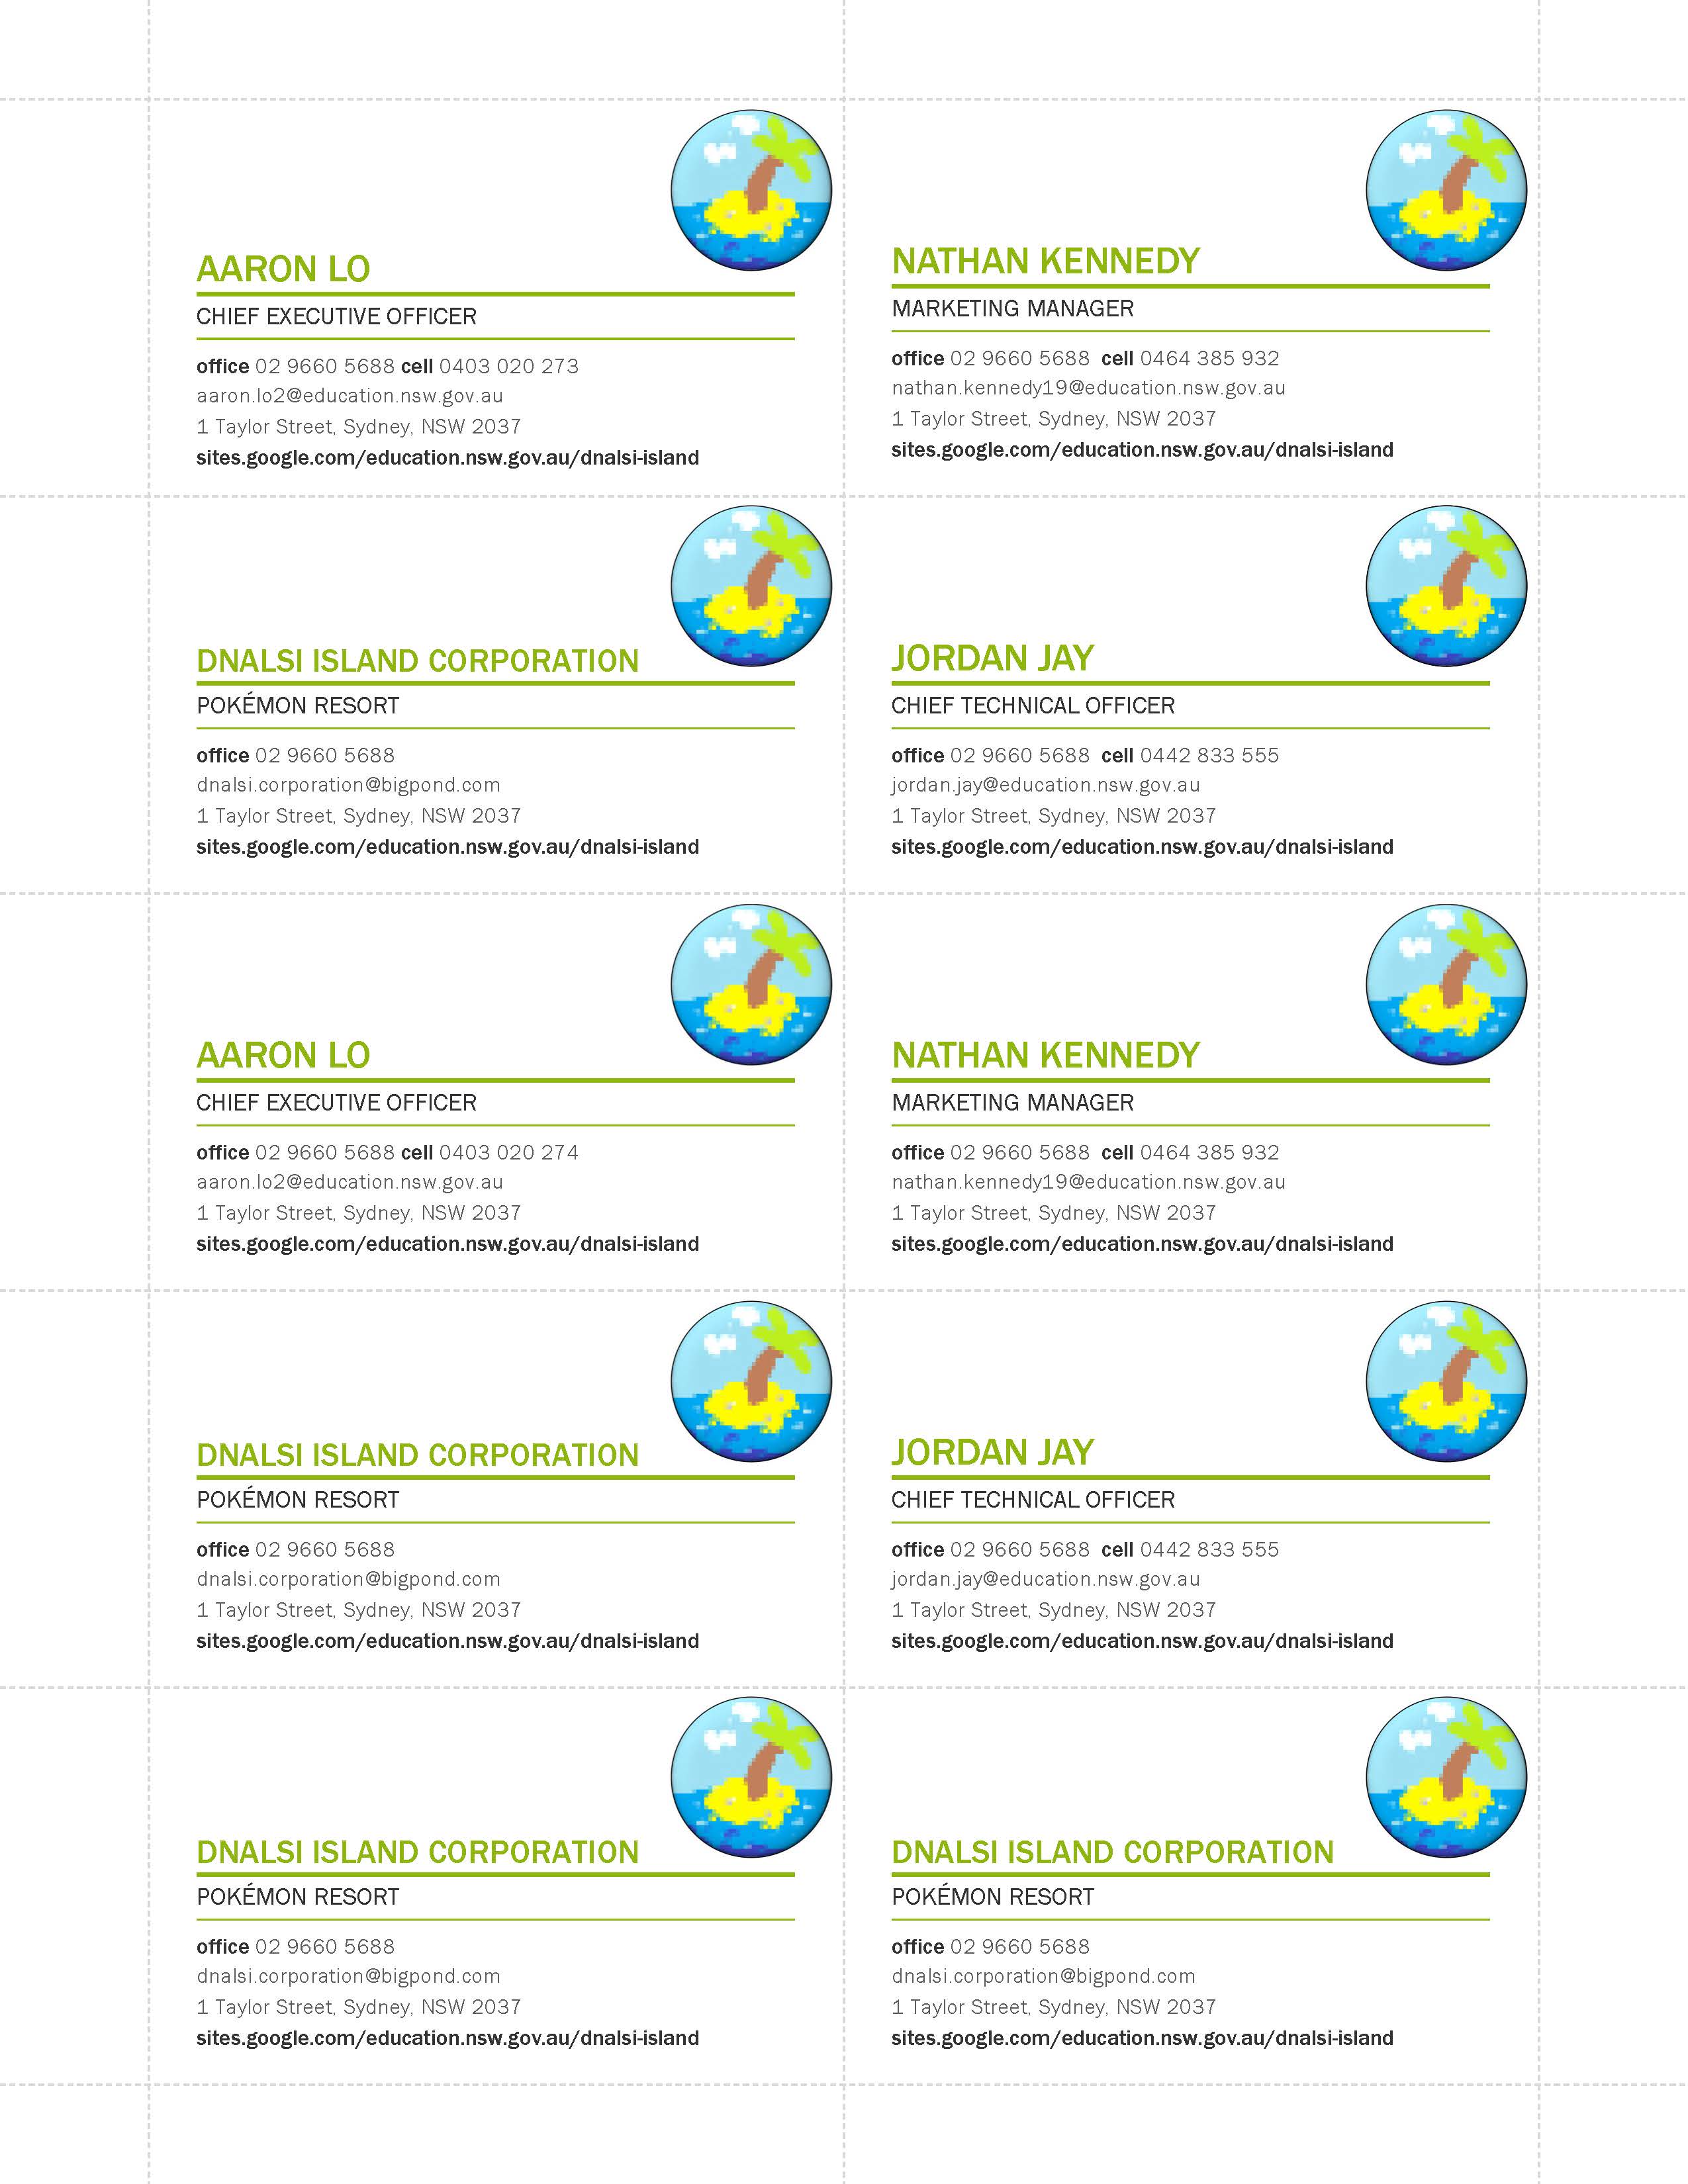 AARON LO
CHIEF EXECUTIVE OFFICER
office 02 9660 5688 cell 0403 020 273
aaron.lo2@education.nsw.gov.au
1 Taylor Street, Sydney, NSW 2037
sites.google.com/education.nsw.gov.au/dnalsi-island
NATHAN KENNEDY
MARKETING MANAGER
office 02 9660 5688 cell 0464 385 932
nathan.kennedy19@education.nsw.gov.au
1 Taylor Street, Sydney, NSW 2037
sites.google.com/education.nsw.gov.au/dnalsi-island
DNALSI ISLAND CORPORATION
POKÉMON RESORT
office 02 9660 5688
dnalsi.corporation@bigpond.com
1 Taylor Street, Sydney, NSW 2037
sites.google.com/education.nsw.gov.au/dnalsi-island
JORDAN JAY
CHIEF TECHNICAL OFFICER
office 02 9660 5688 cell 0442 833 555
jordan.jay@education.nsw.gov.au
1 Taylor Street, Sydney, NSW 2037
sites.google.com/education.nsw.gov.au/dnalsi-island
AARON LO
CHIEF EXECUTIVE OFFICER
office 02 9660 5688 cell 0403 020 274
aaron.lo2@education.nsw.gov.au
1 Taylor Street, Sydney, NSW 2037
sites.google.com/education.nsw.gov.au/dnalsi-island
NATHAN KENNEDY
MARKETING MANAGER
office 02 9660 5688 cell 0464 385 932
nathan.kennedy19@education.nsw.gov.au
1 Taylor Street, Sydney, NSW 2037
sites.google.com/education.nsw.gov.au/dnalsi-island
DNALSI ISLAND CORPORATION
POKÉMON RESORT
office 02 9660 5688
dnalsi.corporation@bigpond.com
1 Taylor Street, Sydney, NSW 2037
sites.google.com/education.nsw.gov.au/dnalsi-island
JORDAN JAY
CHIEF TECHNICAL OFFICER
office 02 9660 5688 cell 0442 833 555
jordan.jay@education.nsw.gov.au
1 Taylor Street, Sydney, NSW 2037
sites.google.com/education.nsw.gov.au/dnalsi-island
DNALSI ISLAND CORPORATION
POKÉMON RESORT
office 02 9660 5688
dnalsi.corporation@bigpond.com
1 Taylor Street, Sydney, NSW 2037
sites.google.com/education.nsw.gov.au/dnalsi-island
DNALSI ISLAND CORPORATION
POKÉMON RESORT
office 02 9660 5688
dnalsi.corporation@bigpond.com
1 Taylor Street, Sydney, NSW 2037
sites.google.com/education.nsw.gov.au/dnalsi-island